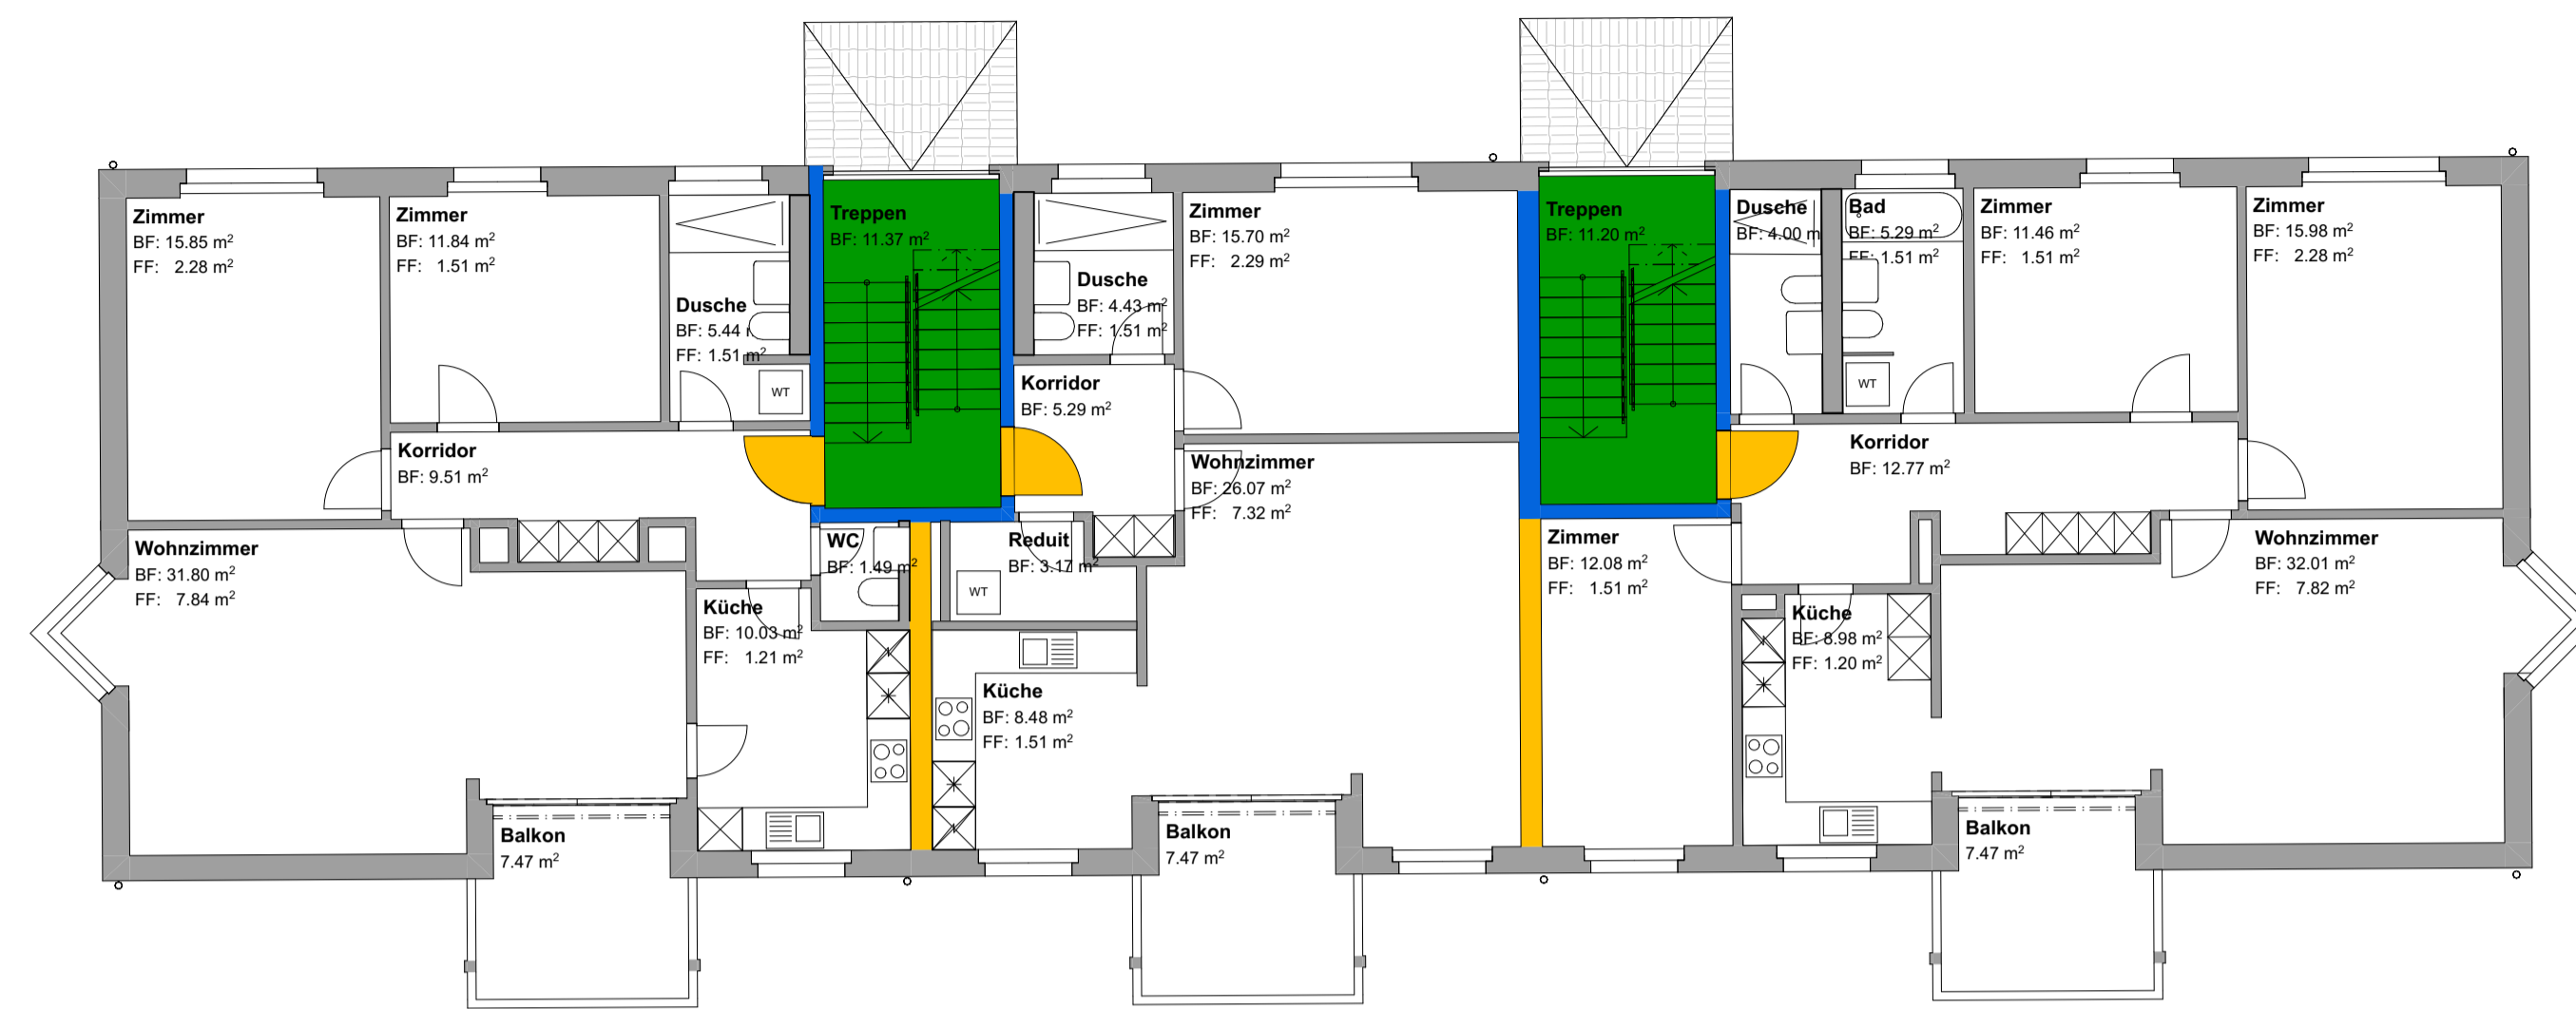 Zimmer
BF: 15.85 m²
FF: 2.28 m²
Zimmer
BF: 11.84 m²
FF: 1.51 m²
Dusche
BF: 5.44 m
FF: 1.51 m²
WT
Treppen
BF: 11.37 m²
Dusche
BF: 4.43 m²
FF: 1.51 m²
Zimmer
BF: 15.70 m²
FF: 2.29 m²
Treppen
BF: 11.20 m²
Dusche
BF: 4.00 m
Bad
BF: 5.29 m²
FF: 1.51 m²
WT
Zimmer
BF: 11.46 m²
FF: 1.51 m²
Zimmer
BF: 15.98 m²
FF: 2.28 m²
Korridor
BF: 9.51 m²
Korridor
BF: 5.29 m²
Wohnzimmer
BF: 26.07 m²
FF: 7.32 m²
Korridor
BF: 12.77 m²
Wohnzimmer
BF: 31.80 m²
FF: 7.84 m²
WC
BF: 1.49 m²
Reduit
BF: 3.17 m²
WT
Zimmer
BF: 12.08 m²
FF: 1.51 m²
Wohnzimmer
BF: 32.01 m²
FF: 7.82 m²
Küche
BF: 10.03 m²
FF: 1.21 m²
Küche
BF: 8.48 m²
FF: 1.51 m²
Küche
BF: 8.98 m²
FF: 1.20 m²
Balkon
7.47 m²
Balkon
7.47 m²
Balkon
7.47 m²